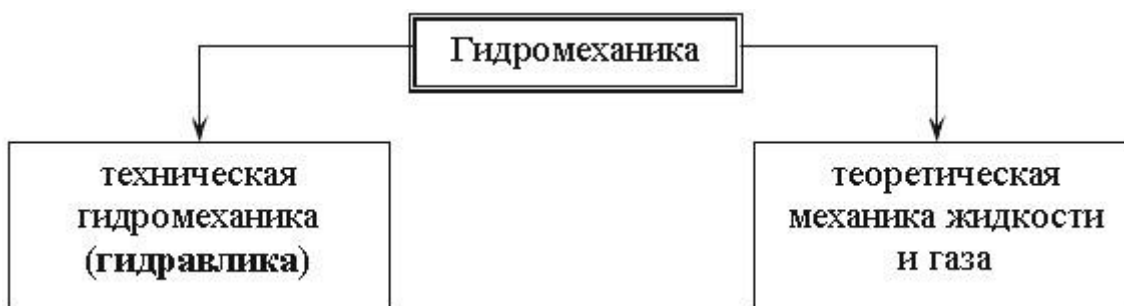 Гидромеханика
техническая
гидромеханика
(гидравлика)
теоретическая
механика жидкости
и газа